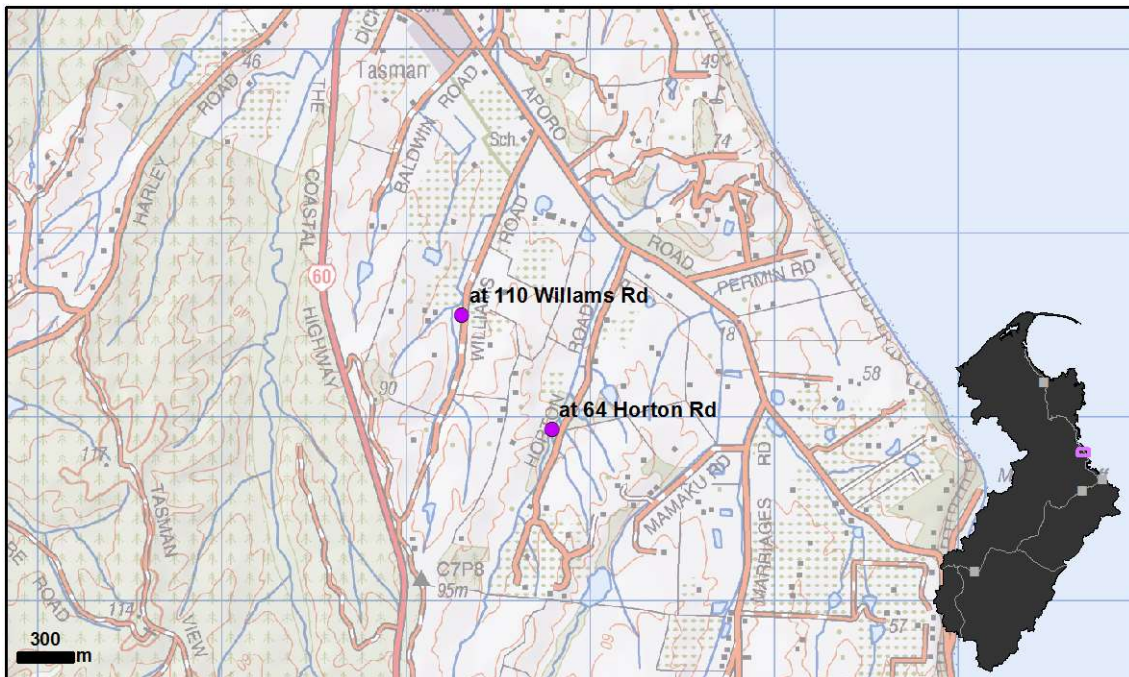 DICK
49
46
Tasman
ROAD
THE
ROAD
APORO
BALDWIN
Sch.
74
HARLEY
COASTAL
ROAD
ROAD
PERMIN RD
60
at 110 Willams Rd
WILLIAMS
ROAD
HIGHWAY
18
90
58
at 64 Horton Rd
HORTON
117
MAMAKU RD
RD
TASMAN
MARRIAGES
C7P8
95m
ROAD
114
VIEW
57
300
m